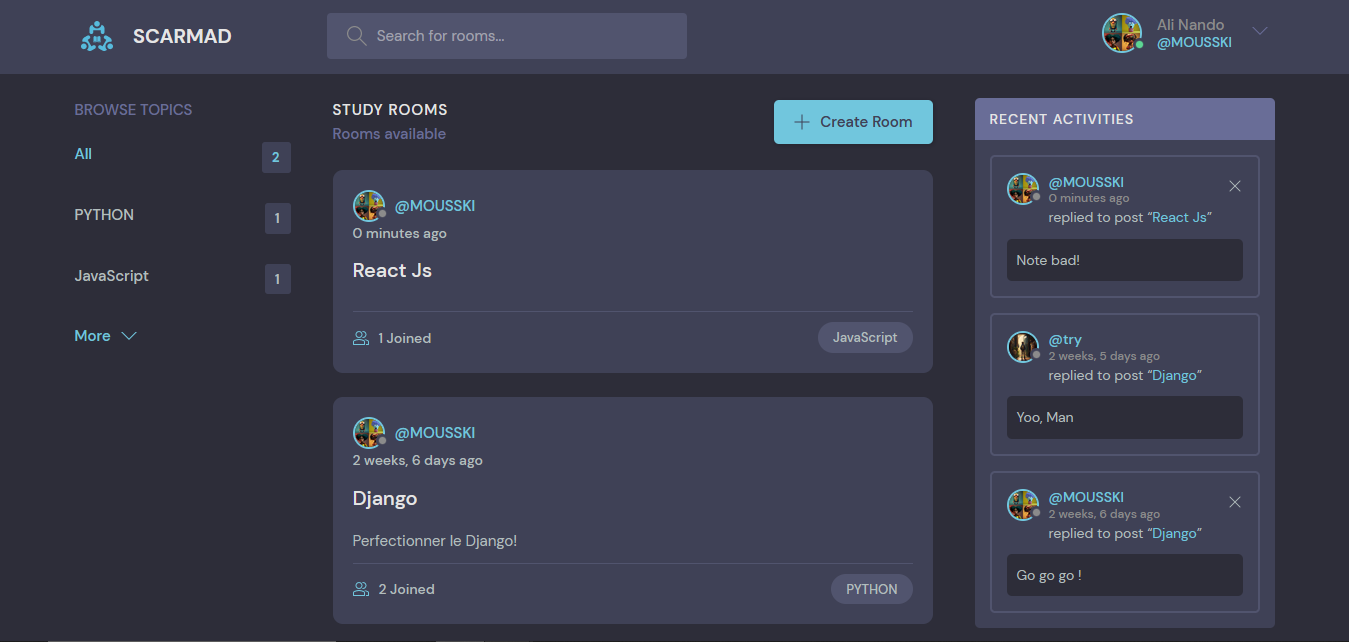 SCARMAD
Search for rooms...
Ali Nando
@MOUSSKI
BROWSE TOPICS
All
2
PYTHON
1
JavaScript
1
More
STUDY ROOMS
Rooms available
Create Room
@MOUSSKI
0 minutes ago
React Js
1 Joined
JavaScript
@MOUSSKI
2 weeks, 6 days ago
Django
Perfectionner le Django!
2 Joined
PYTHON
RECENT ACTIVITIES
@MOUSSKI
0 minutes ago
replied to post “React Js”
Note bad!
@try
2 weeks, 5 days ago
replied to post “Django”
Yoo, Man
@MOUSSKI
2 weeks, 6 days ago
replied to post “Django”
Go go go !